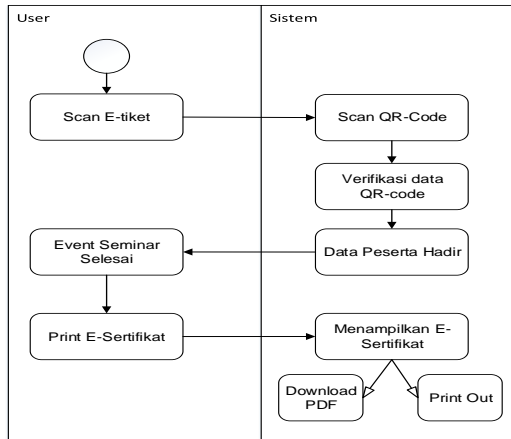 User
Sistem
Scan E-tiket
Scan QR-Code
Verifikasi data
QR-code
Event Seminar
Selesai
Data Peserta Hadir
Print E-Sertifikat
Menampilkan E-
Sertifikat
Download
PDF
Print Out